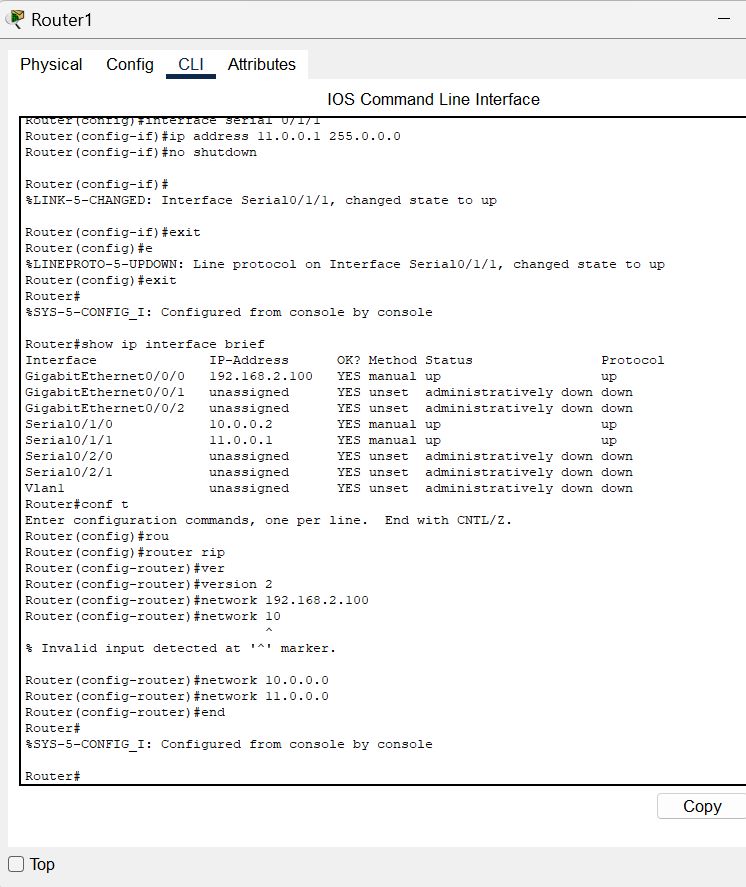 Router1
Physical Config CLI Attributes
IOS Command Line Interface
Router(config)#interface serial 0/1/1
Router(config-if)#ip address 11.0.0.1 255.0.0.0
Router(config-if)#no shutdown
Router(config-if)#
%LINK-5-CHANGED: Interface Serial0/1/1, changed state to up
Router(config-if)#exit
Router(config)#e
%LINEPROTO-5-UPDOWN: Line protocol on Interface Serial0/1/1, changed state to up
Router(config)#exit
Router#
%SYS-5-CONFIG_I: Configured from console by console
Router#show ip interface brief
Interface IP-Address OK? Method Status Protocol
GigabitEthernet0/0/0 192.168.2.100 YES manual up up
GigabitEthernet0/0/1 unassigned YES unset administratively down down
GigabitEthernet0/0/2 unassigned YES unset administratively down down
Serial0/1/0 10.0.0.2 YES manual up up
Serial0/1/1 11.0.0.1 YES manual up up
Serial0/2/0 unassigned YES unset administratively down down
Serial0/2/1 unassigned YES unset administratively down down
Vlan1 unassigned YES unset administratively down down
Router#conf t
Enter configuration commands, one per line. End with CNTL/Z.
Router(config)#rou
Router(config)#router rip
Router(config-router)#ver
Router(config-router)#version 2
Router(config-router)#network 192.168.2.100
Router(config-router)#network 10
^
% Invalid input detected at '^' marker.
Router(config-router)#network 10.0.0.0
Router(config-router)#network 11.0.0.0
Router(config-router)#end
Router#
%SYS-5-CONFIG_I: Configured from console by console
Router#
Copy
Top